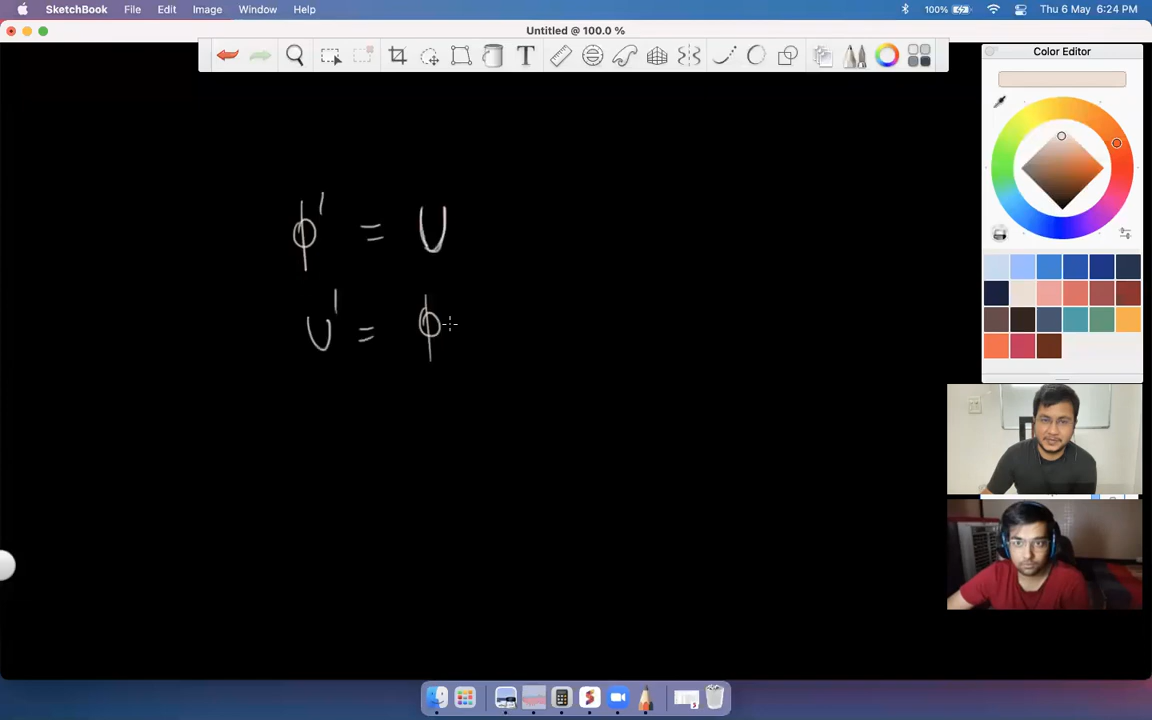 SketchBook File Edit Image Window Help 100% Thu 6 May 6:24 PM
Untitled @ 100.0 %
T
Color Editor
ϕ' = U
U' = ϕ